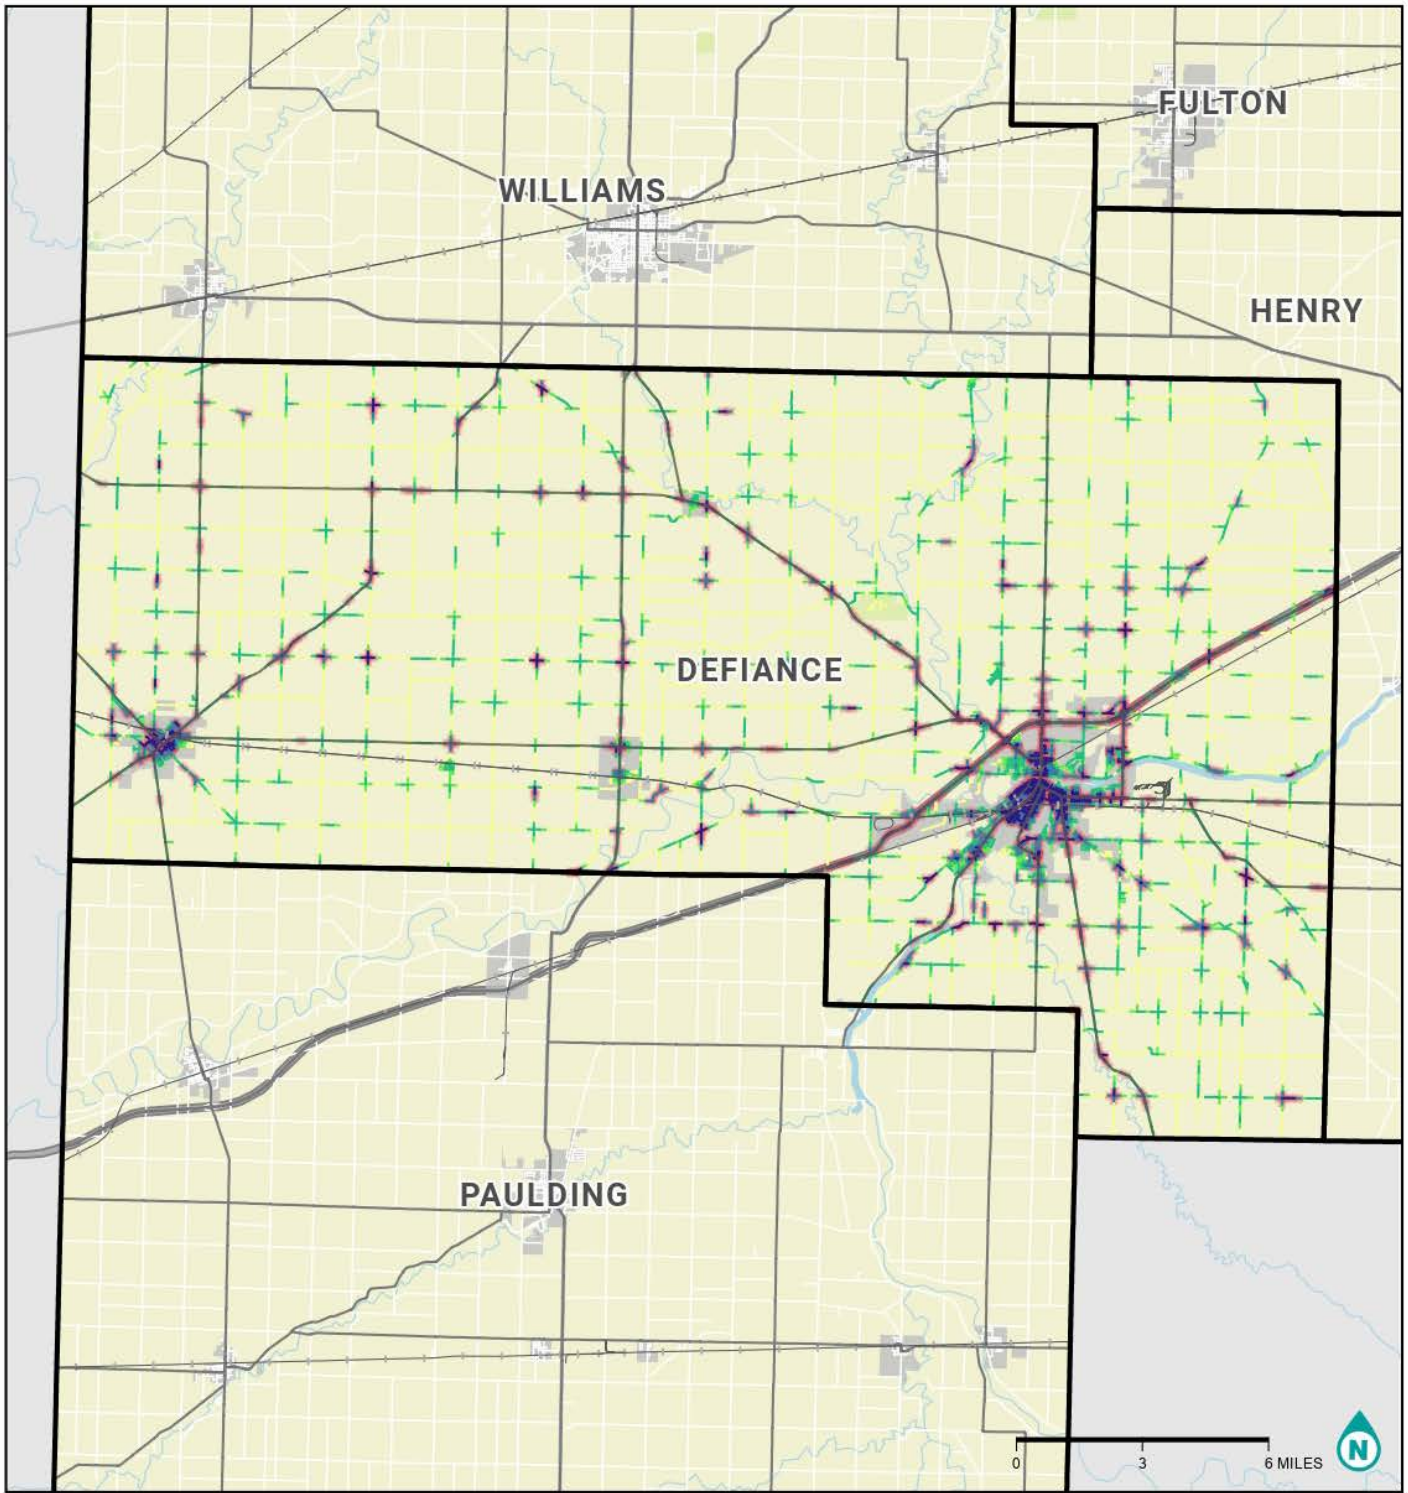 FULTON
WILLIAMS
HENRY
DEFIANCE
PAULDING
N
0 3 6 MILES